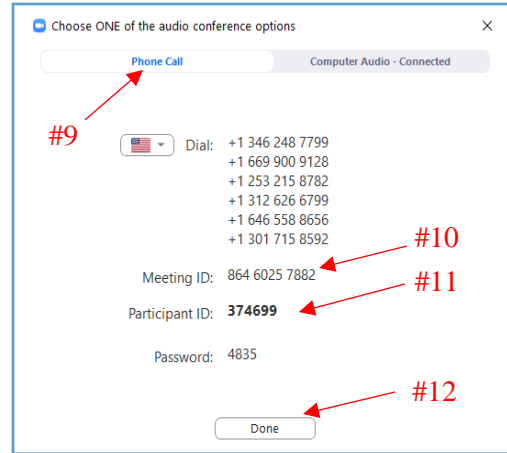 Choose ONE of the audio conference options
Phone Call Computer Audio - Connected
#9
Dial: +1 346 248 7799
+1 669 900 9128
+1 253 215 8782
+1 312 626 6799
+1 646 558 8656
+1 301 715 8592
#10
Meeting ID: 864 6025 7882
#11
Participant ID: 374699
Password: 4835
#12
Done